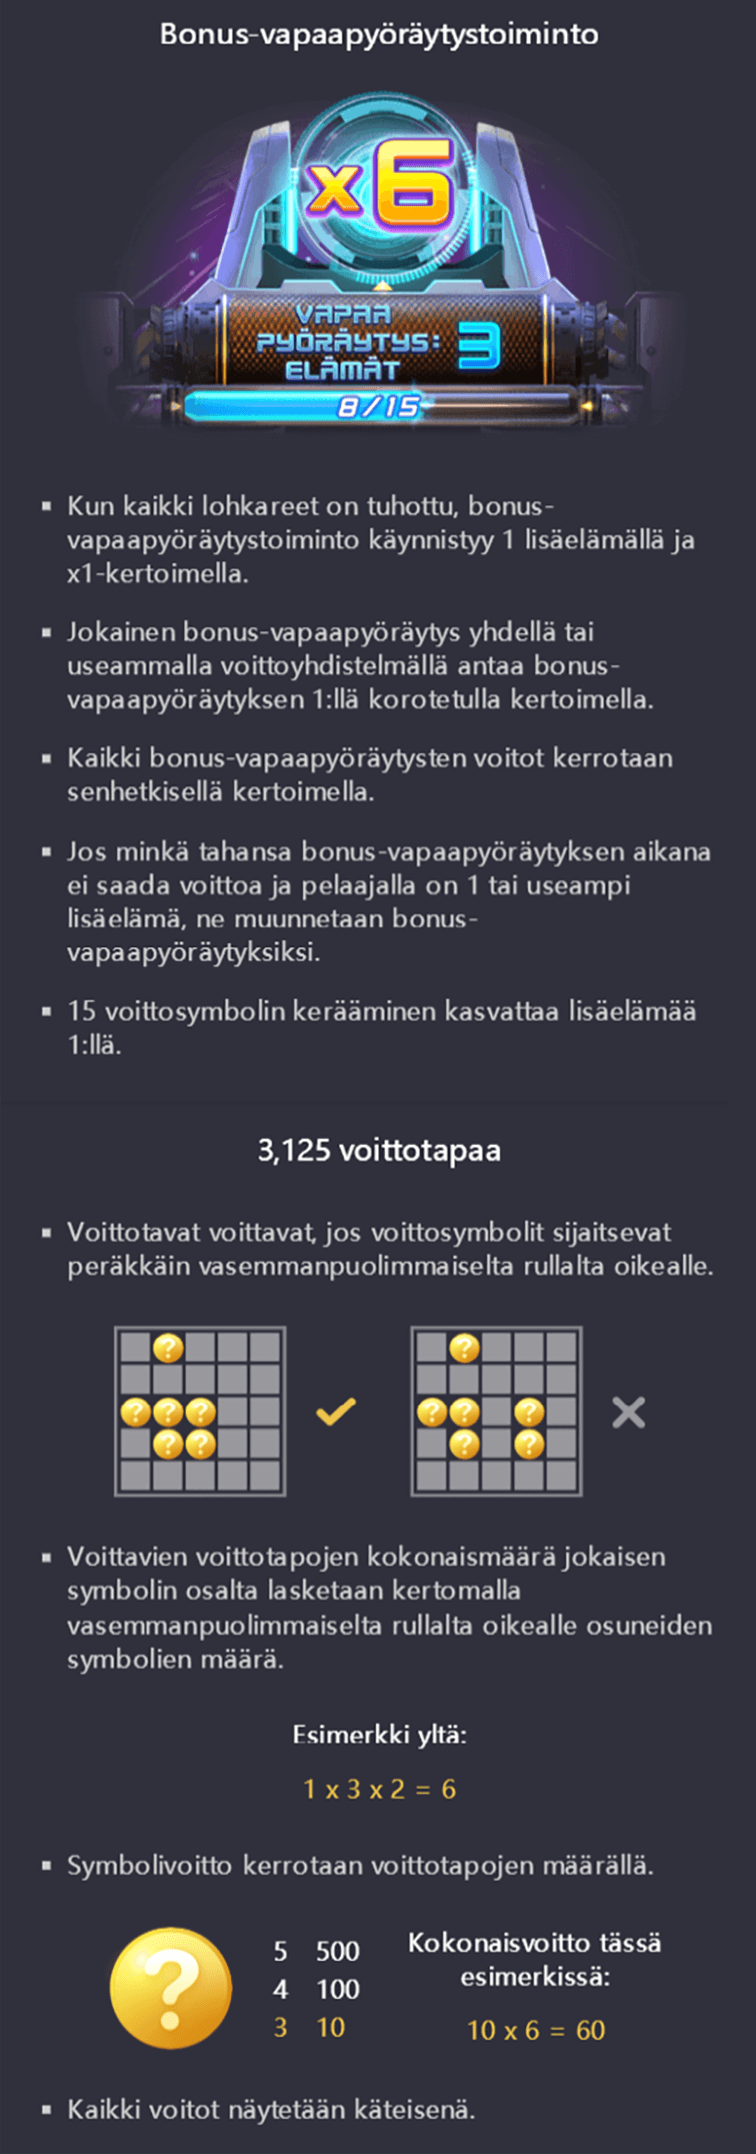 Bonus-vapaapyöräytystoiminto
x6
VAPAA
PYÖRÄYTYS:
ELÄMÄT
3
8/15
▪ Kun kaikki lohkareet on tuhottu, bonus-
vapaapyöräytystoiminto käynnistyy 1 lisäelämällä ja
x1-kertoimella.
▪ Jokainen bonus-vapaapyöräytys yhdellä tai
useammalla voittoyhdistelmällä antaa bonus-
vapaapyöräytyksen 1:llä korotetulla kertoimella.
▪ Kaikki bonus-vapaapyöräytysten voitot kerrotaan
senhetkisellä kertoimella.
▪ Jos minkä tahansa bonus-vapaapyöräytyksen aikana
ei saada voittoa ja pelaajalla on 1 tai useampi
lisäelämä, ne muunnetaan bonus-
vapaapyöräytyksiksi.
▪ 15 voittosymbolin kerääminen kasvattaa lisäelämää
1:llä.
3,125 voittotapaa
▪ Voittotavat voittavat, jos voittosymbolit sijaitsevat
peräkkäin vasemmanpuolimmaiselta rullalta oikealle.
? ?
? ? ? ? ? ?
? ? ? ?
▪ Voittavien voittotapojen kokonaismäärä jokaisen
symbolin osalta lasketaan kertomalla
vasemmanpuolimmaiselta rullalta oikealle osuneiden
symbolien määrä.
Esimerkki yltä:
1 x 3 x 2 = 6
▪ Symbolivoitto kerrotaan voittotapojen määrällä.
?
5 500
4 100
3 10
Kokonaisvoitto tässä
esimerkissä:
10 x 6 = 60
▪ Kaikki voitot näytetään käteisenä.